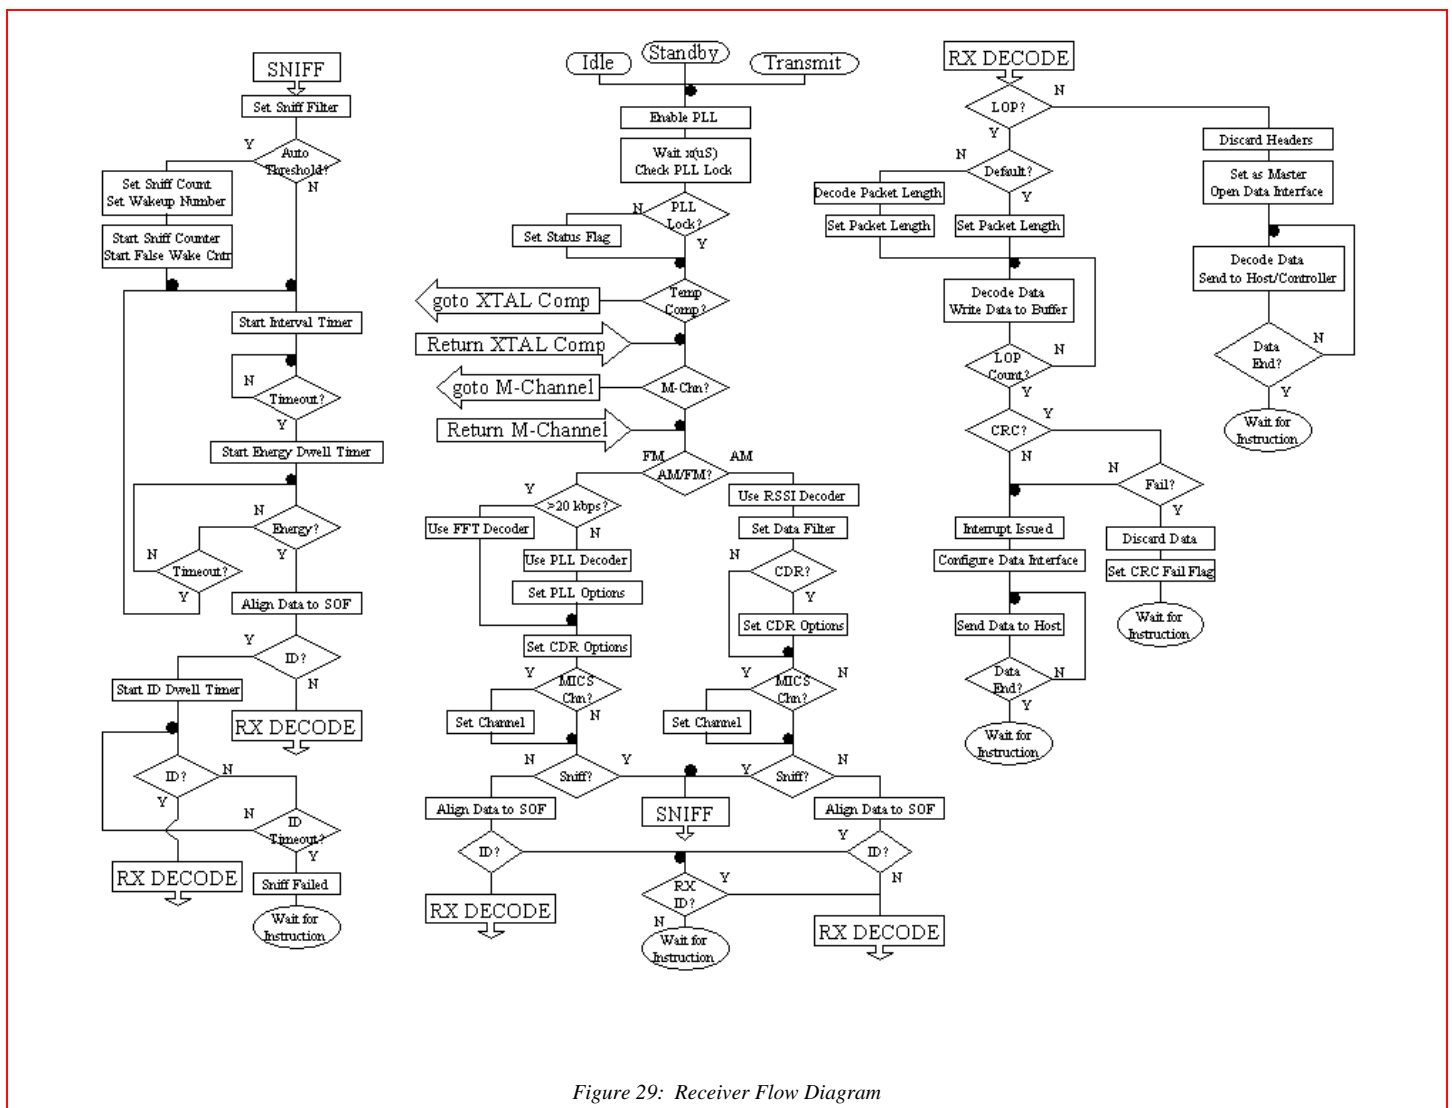 SNIFF
Set Sniff Filter
Y
Auto
Threshold?
N
Set Sniff Count
Set Wakeup Number
Start Sniff Counter
Start False Wake Cntr
Start Interval Timer
N
Timeout?
Y
Start Energy Dwell Timer
N
Energy?
Y
N
Timeout?
Y
Align Data to SOF
Y
ID?
N
Start ID Dwell Timer
RX DECODE
ID?
N
Y
N
ID
Timeout?
Y
RX DECODE
Sniff Failed
Wait for
Instruction
Idle
Standby
Transmit
Enable PLL
Wait x(uS)
Check PLL Lock
N
PLL
Lock?
Y
Set Status Flag
goto XTAL Comp
Temp
Comp?
Return XTAL Comp
goto M-Channel
M-Chn?
Return M-Channel
FM
AM/FM?
AM
Y
>20 kbps?
N
Use FFT Decoder
Use PLL Decoder
Set PLL Options
Set CDR Options
Y
MICS
Chn?
N
Set Channel
N
Sniff?
Y
Align Data to SOF
ID?
RX DECODE
Use RSSI Decoder
Set Data Filter
N
CDR?
Y
Set CDR Options
Y
MICS
Chn?
N
Set Channel
Y
Sniff?
N
SNIFF
Align Data to SOF
Y
ID?
N
RX
ID?
Y
N
Wait for
Instruction
RX DECODE
RX DECODE
LOP?
N
Y
N
Default?
Y
Decode Packet Length
Set Packet Length
Set Packet Length
Decode Data
Write Data to Buffer
LOP
Count?
N
Y
CRC?
Y
N
N
Fail?
Y
Interrupt Issued
Configure Data Interface
Discard Data
Set CRC Fail Flag
Wait for
Instruction
Send Data to Host
Data
End?
N
Y
Wait for
Instruction
Discard Headers
Set as Master
Open Data Interface
Decode Data
Send to Host/Controller
Data
End?
N
Y
Wait for
Instruction
Figure 29: Receiver Flow Diagram